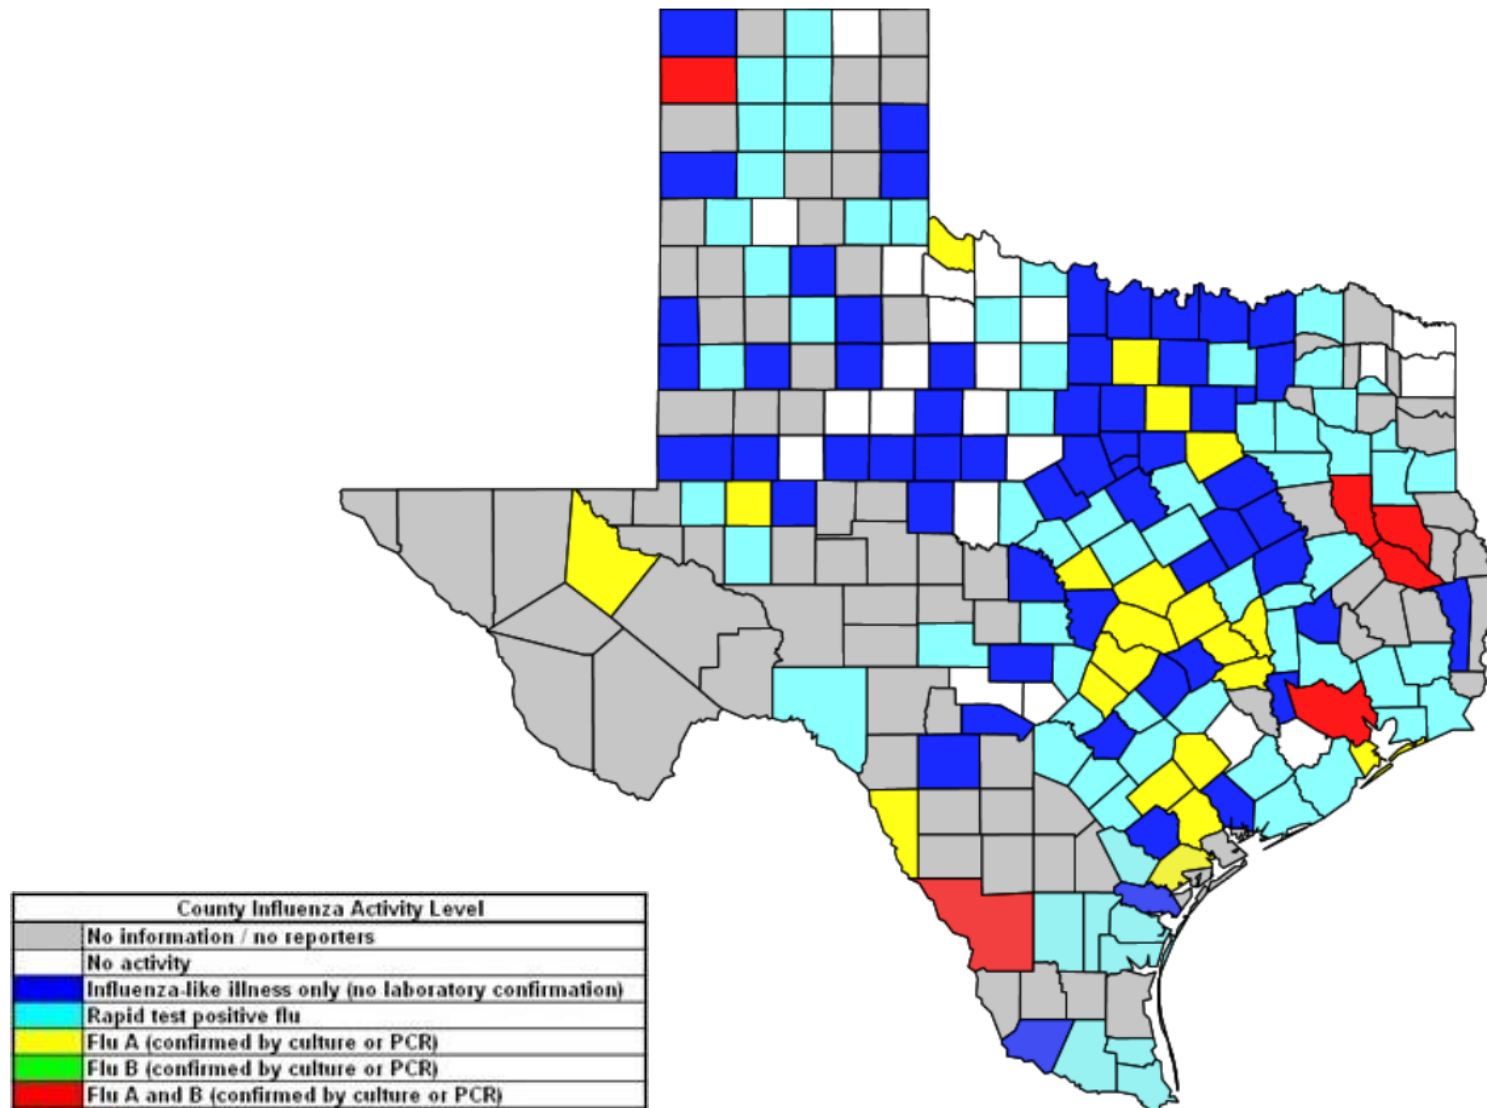 County Influenza Activity Level
No information / no reporters
No activity
Influenza-like illness only (no laboratory confirmation)
Rapid test positive flu
Flu A (confirmed by culture or PCR)
Flu B (confirmed by culture or PCR)
Flu A and B (confirmed by culture or PCR)